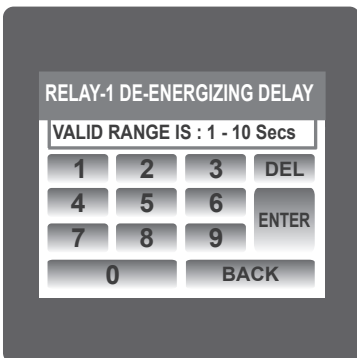 RELAY-1 DE-ENERGIZING DELAY
VALID RANGE IS : 1 - 10 Secs
1 2 3 DEL
4 5 6 ENTER
7 8 9
0 BACK